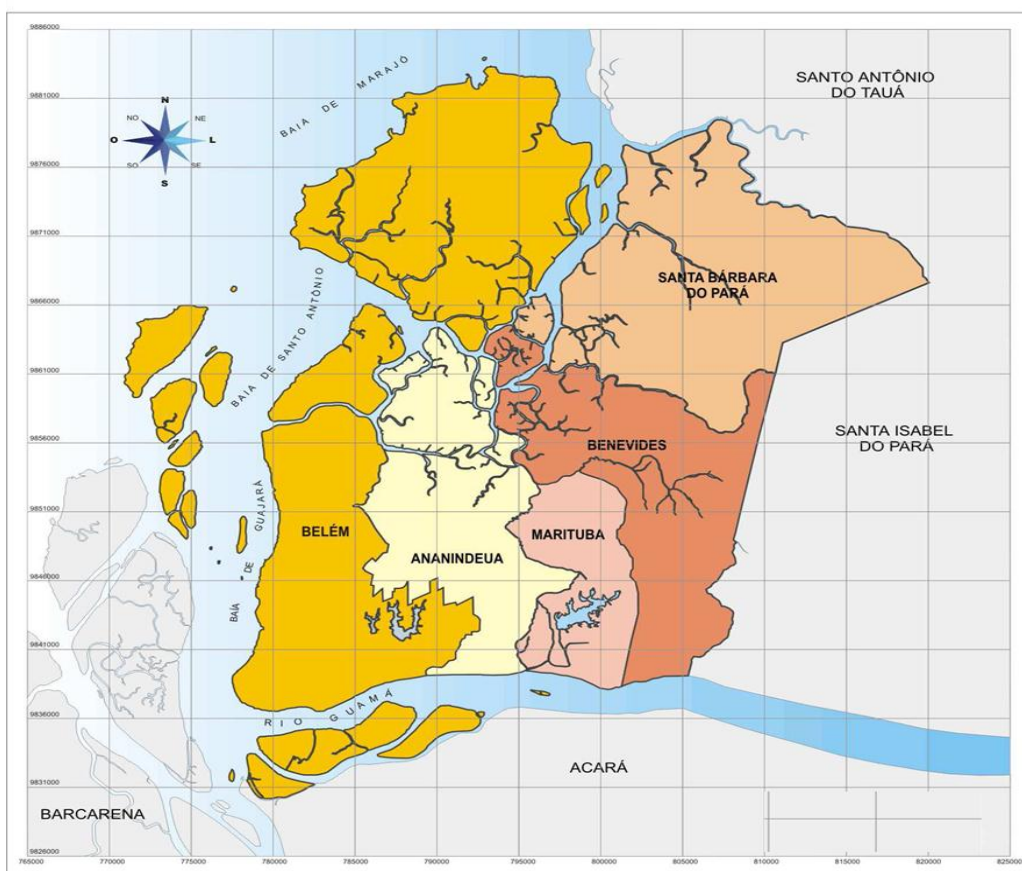 9886000
9881000
9876000
9871000
9866000
9861000
9856000
9851000
9846000
9841000
9836000
9831000
9826000
N
NO
NE
O
L
SO
SE
S
BAIA DE MARAJÓ
SANTO ANTÔNIO
DO TAUÁ
SANTA BÁRBARA
DO PARÁ
BAIA DE SANTO ANTÔNIO
BENEVIDES
SANTA ISABEL
DO PARÁ
BAÍA DE GUAJARÁ
BELÉM
ANANINDEUA
MARITUBA
RIO GUAMÁ
ACARÁ
BARCARENA
765000
770000
775000
780000
785000
790000
795000
800000
805000
810000
815000
820000
825000